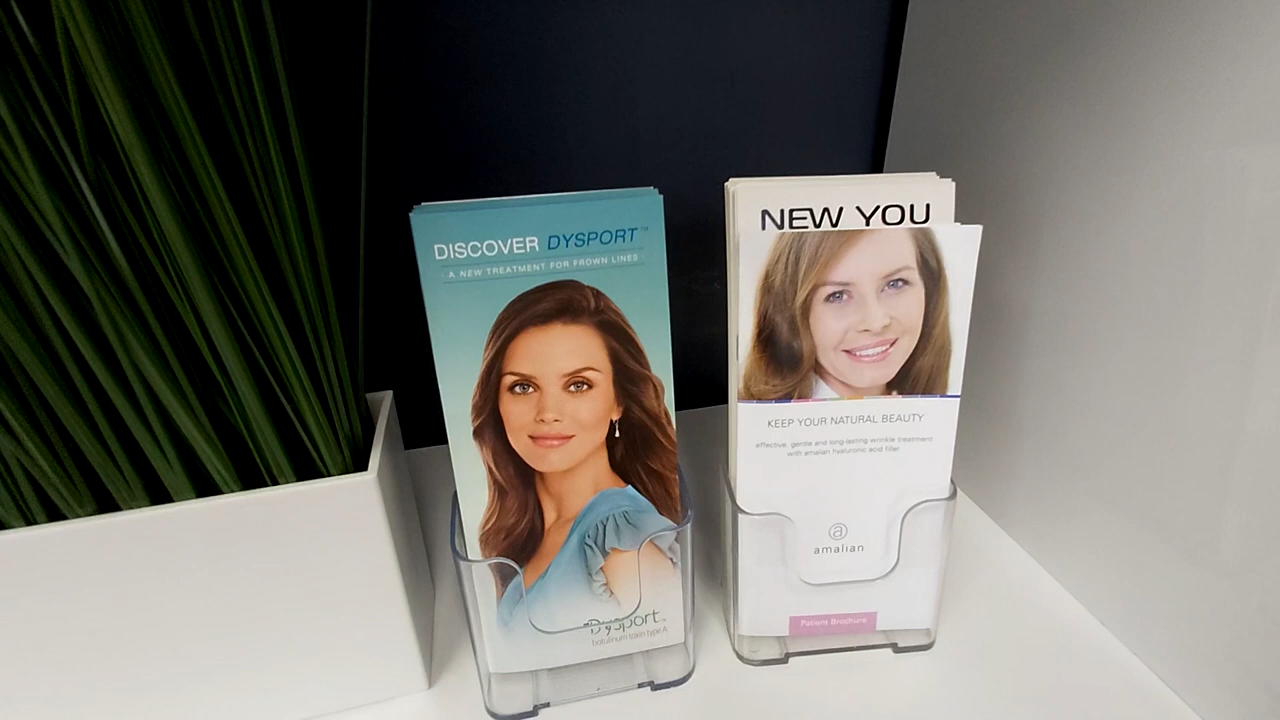 DISCOVER DYSPORT™
A NEW TREATMENT FOR FROWN LINES
Dysport™
botulinum toxin type A
NEW YOU
KEEP YOUR NATURAL BEAUTY
effective, gentle and long-lasting wrinkle treatment
with amalian hyaluronic acid filler
a
amalian
Patient Brochure